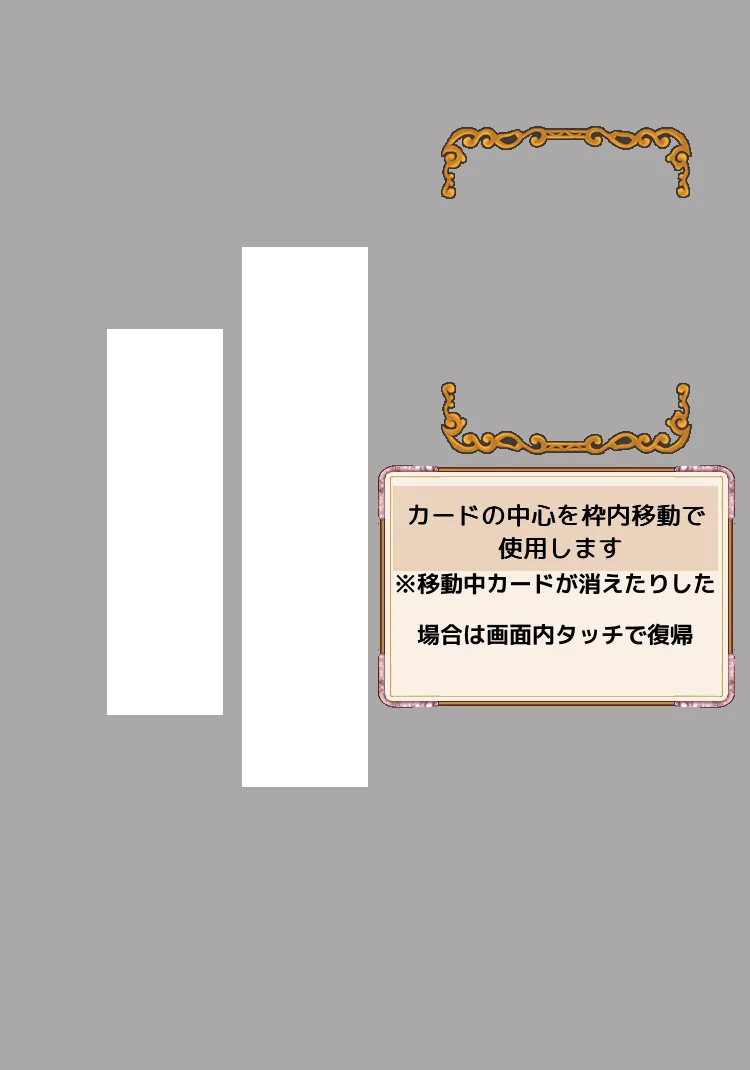 カードの中心を枠内移動で
使用します
※移動中カードが消えたりした
場合は画面内タッチで復帰